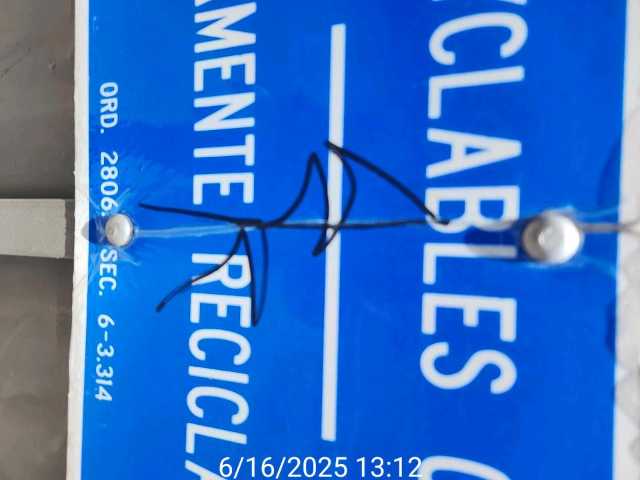 YCLABLES O
AMENTE RECICLA
ORD. 2806. SEC. 6-3.314
6/16/2025 13:12